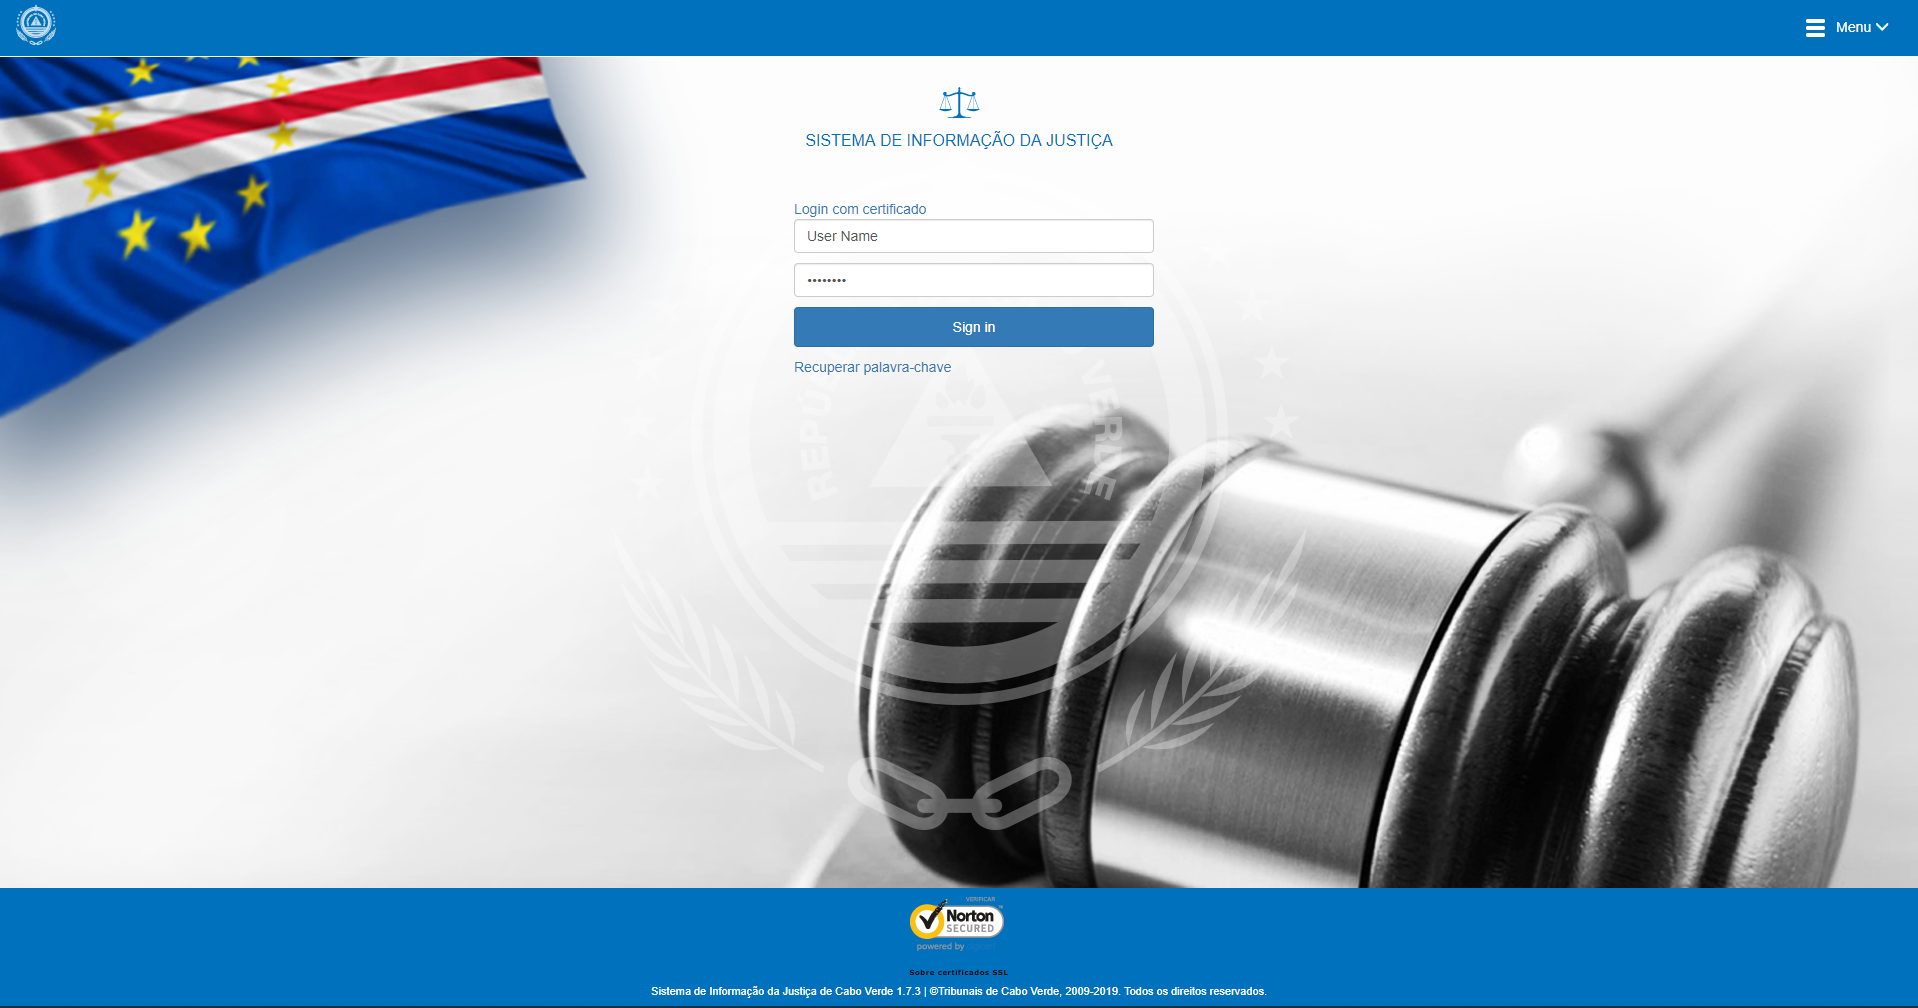 Menu
SISTEMA DE INFORMAÇÃO DA JUSTIÇA
Login com certificado
User Name
••••••••
Sign in
Recuperar palavra-chave
REPÚ VERDE
VERIFICAR
Norton
SECURED
powered by
Sobre certificados SSL
Sistema de Informação da Justiça de Cabo Verde 1.7.3 | ©Tribunais de Cabo Verde, 2009-2019. Todos os direitos reservados.